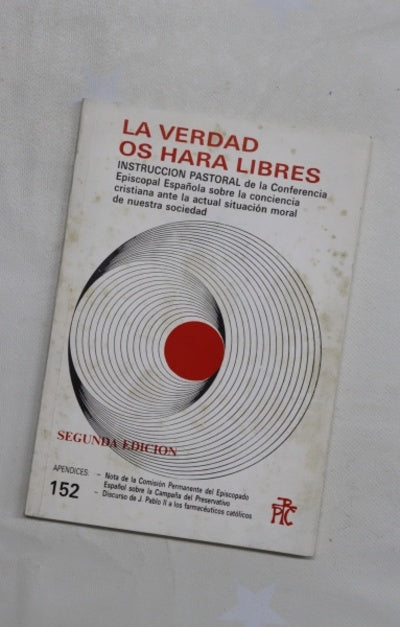 LA VERDAD
OS HARA LIBRES
INSTRUCCION PASTORAL de la Conferencia
Episcopal Española sobre la conciencia
cristiana ante la actual situación moral
de nuestra sociedad
SEGUNDA EDICION
APENDICES: – Nota de la Comisión Permanente del Episcopado
Español sobre la Campaña del Preservativo
– Discurso de J. Pablo II a los farmacéuticos católicos
152
PPC